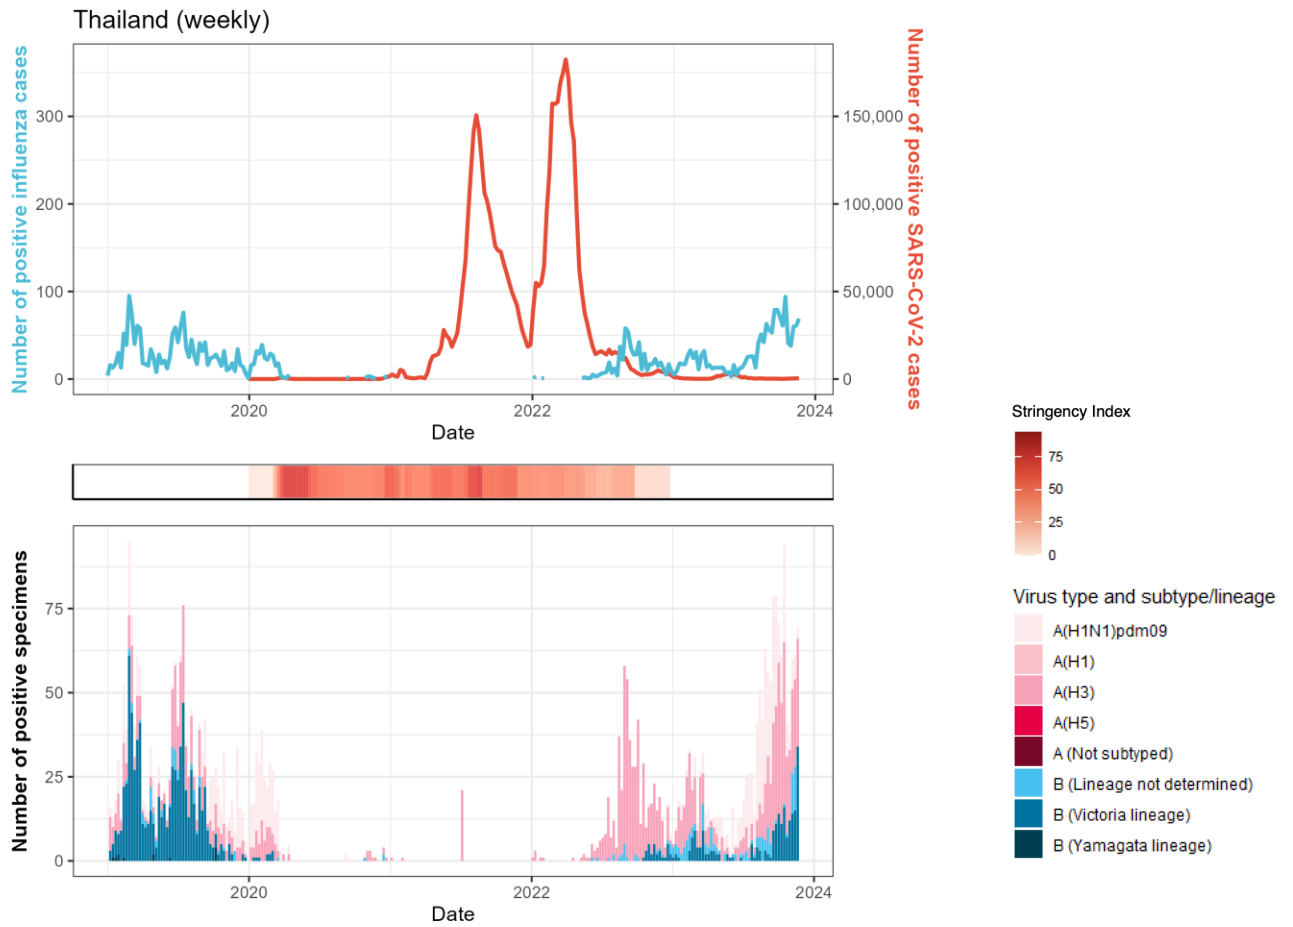 Thailand (weekly)
Number of positive influenza cases
300
200
100
0
150,000
100,000
50,000
0
Number of positive SARS-CoV-2 cases
2020
2022
2024
Date
Stringency Index
75
50
25
0
Number of positive specimens
75
50
25
0
2020
2022
2024
Date
Virus type and subtype/lineage
A(H1N1)pdm09
A(H1)
A(H3)
A(H5)
A (Not subtyped)
B (Lineage not determined)
B (Victoria lineage)
B (Yamagata lineage)